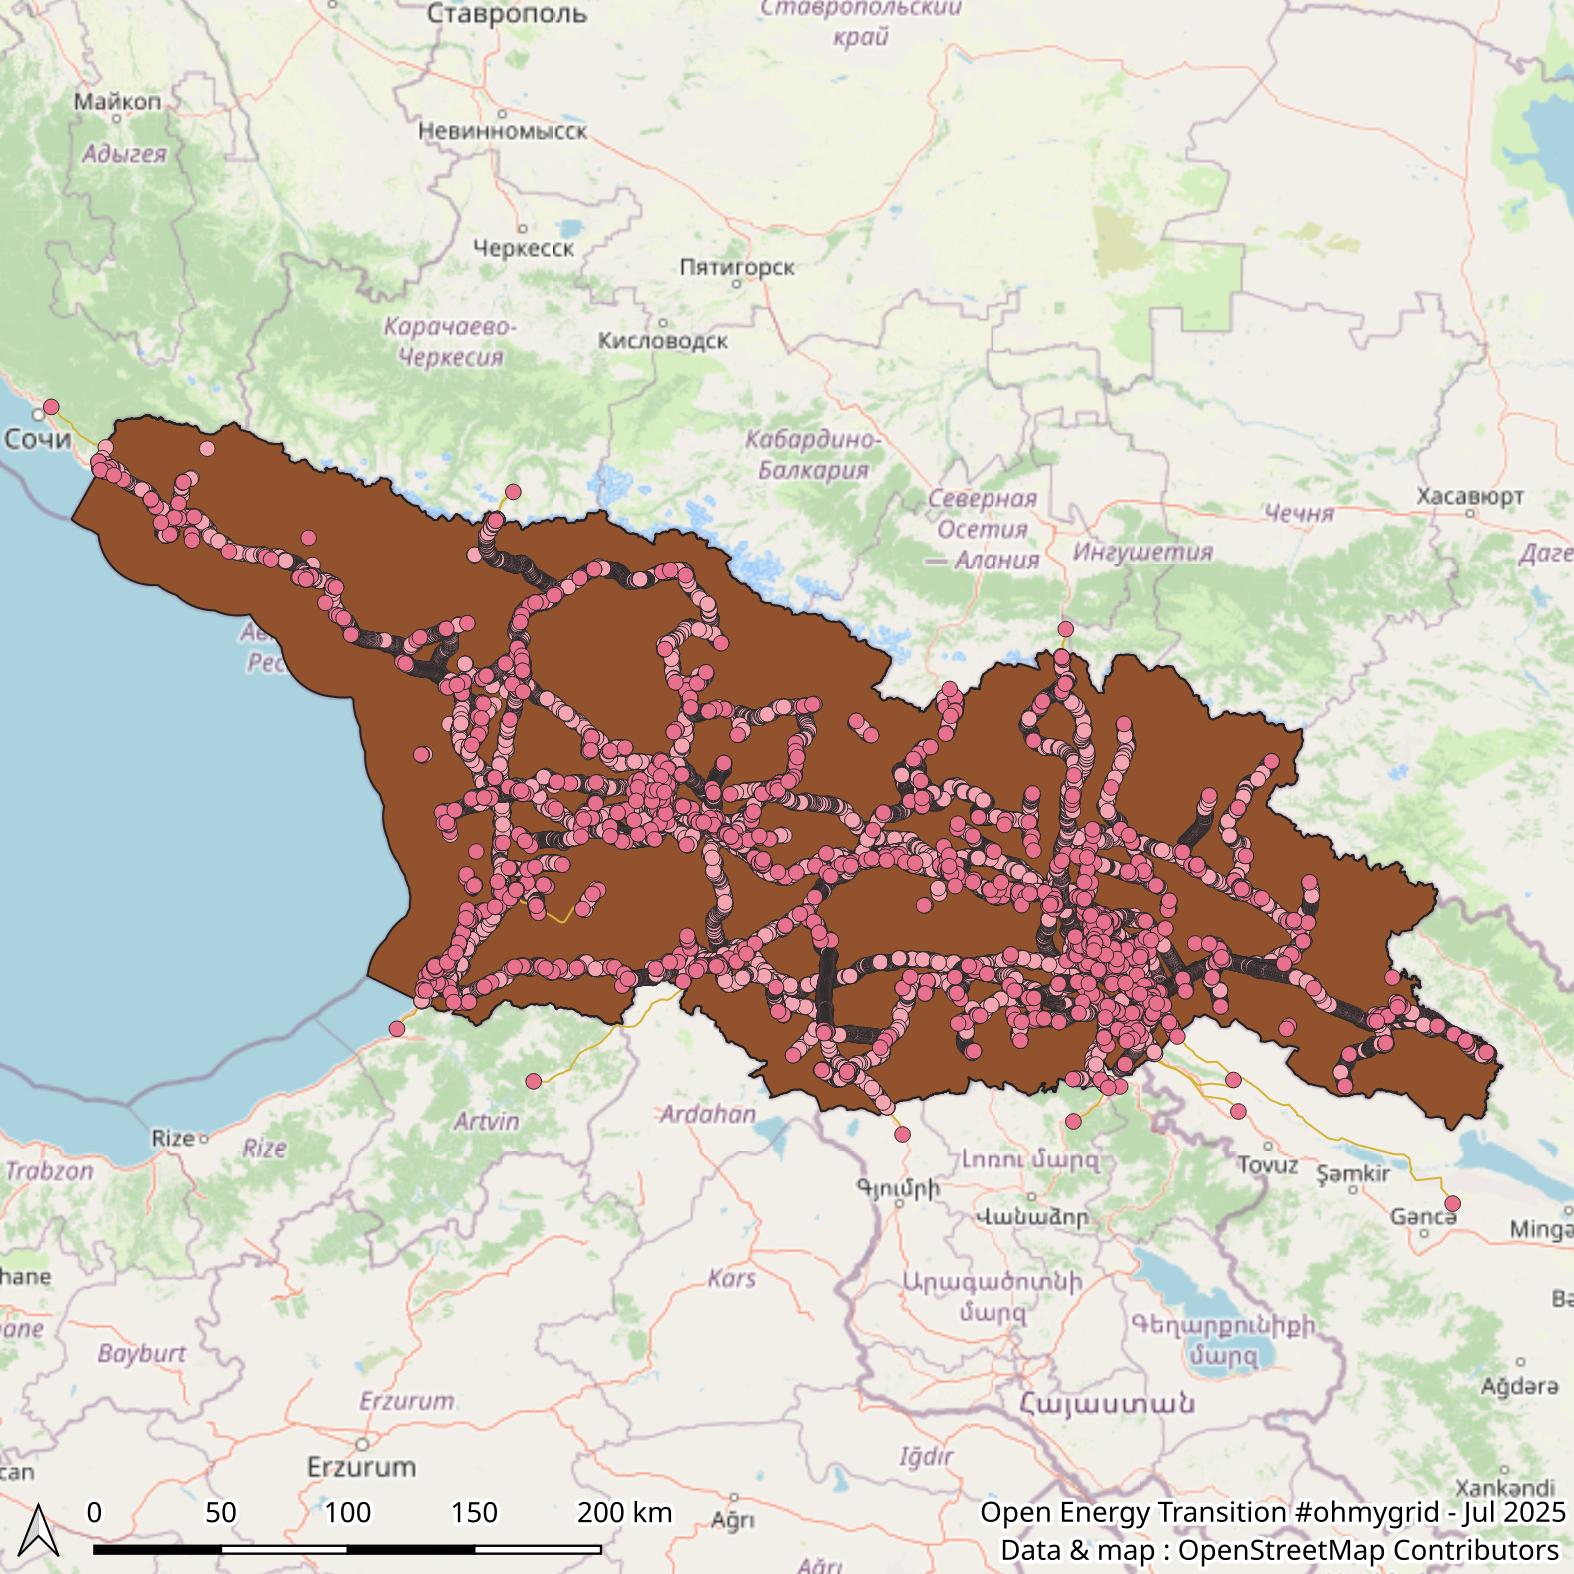 Ставрополь
Ставропольский
край
Майкоп
Адыгея
Невинномысск
Черкесск
Пятигорск
Карачаево-
Черкесия
Кисловодск
Сочи
Кабардино-
Балкария
Северная
Осетия
— Алания
Ингушетия
Чечня
Хасавюрт
Даге
Рес
Rize
Rize
Trabzon
Artvin
Ardahan
Լոռու մարզ
Գյումրի
Վանաձոր
Tovuz
Şəmkir
Gəncə
Mingə
hane
ane
Kars
Արագածոտնի
մարզ
Գեղարքունիքի
մարզ
Bayburt
Erzurum
Հայաստան
Ağdərə
Iğdır
Erzurum
can
Xankəndi
Ağrı
Ağrı
0 50 100 150 200 km
Open Energy Transition #ohmygrid - Jul 2025
Data & map : OpenStreetMap Contributors